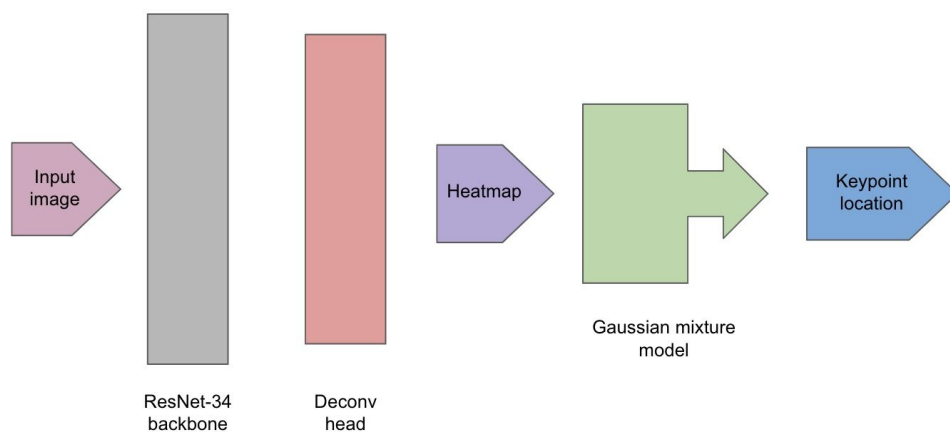 Input
image
ResNet-34
backbone
Deconv
head
Heatmap
Gaussian mixture
model
Keypoint
location